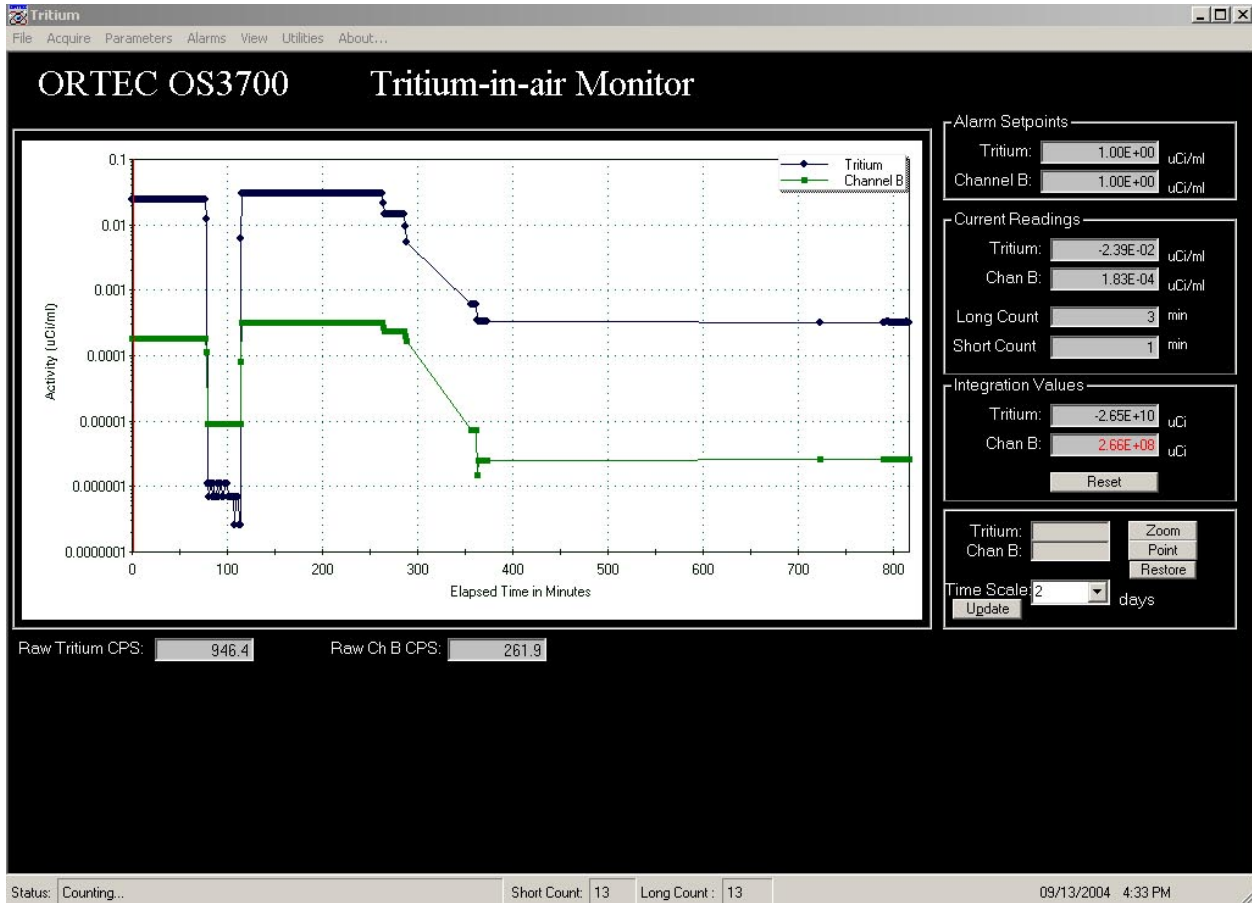 ORTEC
Tritium
File Acquire Parameters Alarms View Utilities About...
ORTEC OS3700 Tritium-in-air Monitor
Alarm Setpoints
Tritium: 1.00E+00 uCi/ml
Channel B: 1.00E+00 uCi/ml
Current Readings
Tritium: -2.39E-02 uCi/ml
Chan B: 1.83E-04 uCi/ml
Long Count 3 min
Short Count 1 min
Integration Values
Tritium: -2.65E+10 uCi
Chan B: 2.66E+08 uCi
Reset
Tritium: Zoom
Chan B: Point
Restore
Time Scale: 2 days
Update
Tritium
Channel B
Activity (uCi/ml)
0.1
0.01
0.001
0.0001
0.00001
0.000001
0.0000001
0 100 200 300 400 500 600 700 800
Elapsed Time in Minutes
Raw Tritium CPS: 946.4 Raw Ch B CPS: 261.9
Status: Counting... Short Count: 13 Long Count : 13 09/13/2004 4:33 PM